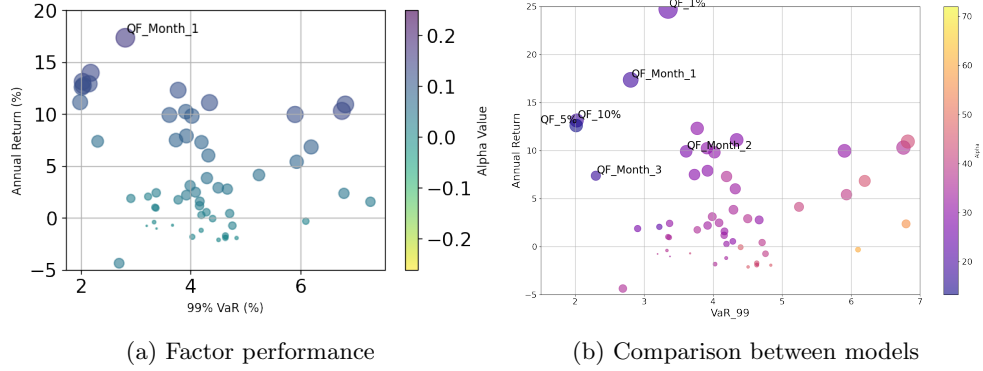 20
15
10
5
0
−5
Annual Return (%)
QF_Month_1
2
4
6
99% VaR (%)
0.2
0.1
0.0
−0.1
−0.2
Alpha Value
(a) Factor performance
25
20
15
10
5
0
−5
Annual Return
QF_1%
QF_Month_1
QF_10%
QF_5%
QF_Month_2
QF_Month_3
2
3
4
5
6
7
VaR_99
70
60
50
40
30
20
Alpha
(b) Comparison between models